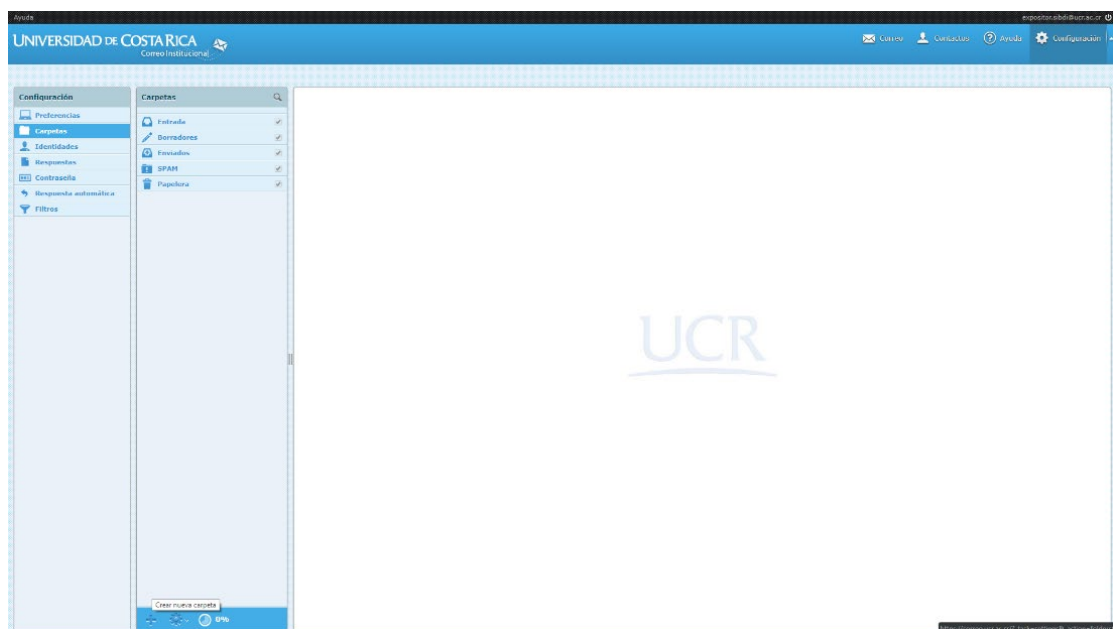 Ayuda
expositor.sibdi@ucr.ac.cr
UNIVERSIDAD DE COSTA RICA
Correo Institucional
Correo
Contactos
Ayuda
Configuración
Configuración
Preferencias
Carpetas
Identidades
Respuestas
Contraseña
Respuesta automática
Filtros
Carpetas
Entrada
Borradores
Enviados
SPAM
Papelera
UCR
Crear nueva carpeta
0%